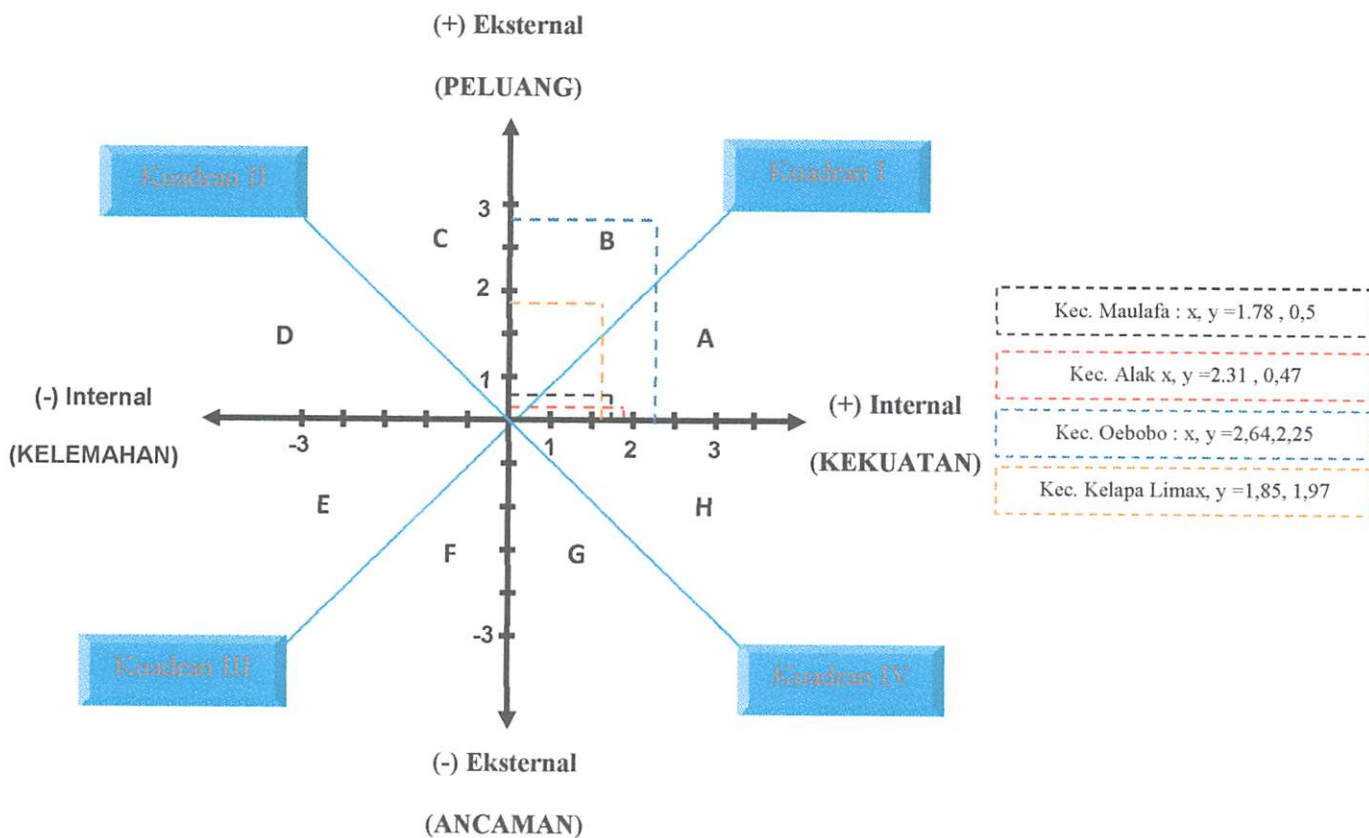 (+) Eksternal
(PELUANG)
Kuadran II
Kuadran I
3
C
B
2
A
D
1
(-) Internal
(KELEMAHAN)
-3
1
2
3
(+) Internal
(KEKUATAN)
E
H
F
G
-3
Kuadran III
Kuadran IV
(-) Eksternal
(ANCAMAN)
Kec. Maulafa : x, y =1.78 , 0,5
Kec. Alak x, y =2.31 , 0,47
Kec. Oebobo : x, y =2,64,2,25
Kec. Kelapa Limax, y =1,85, 1,97